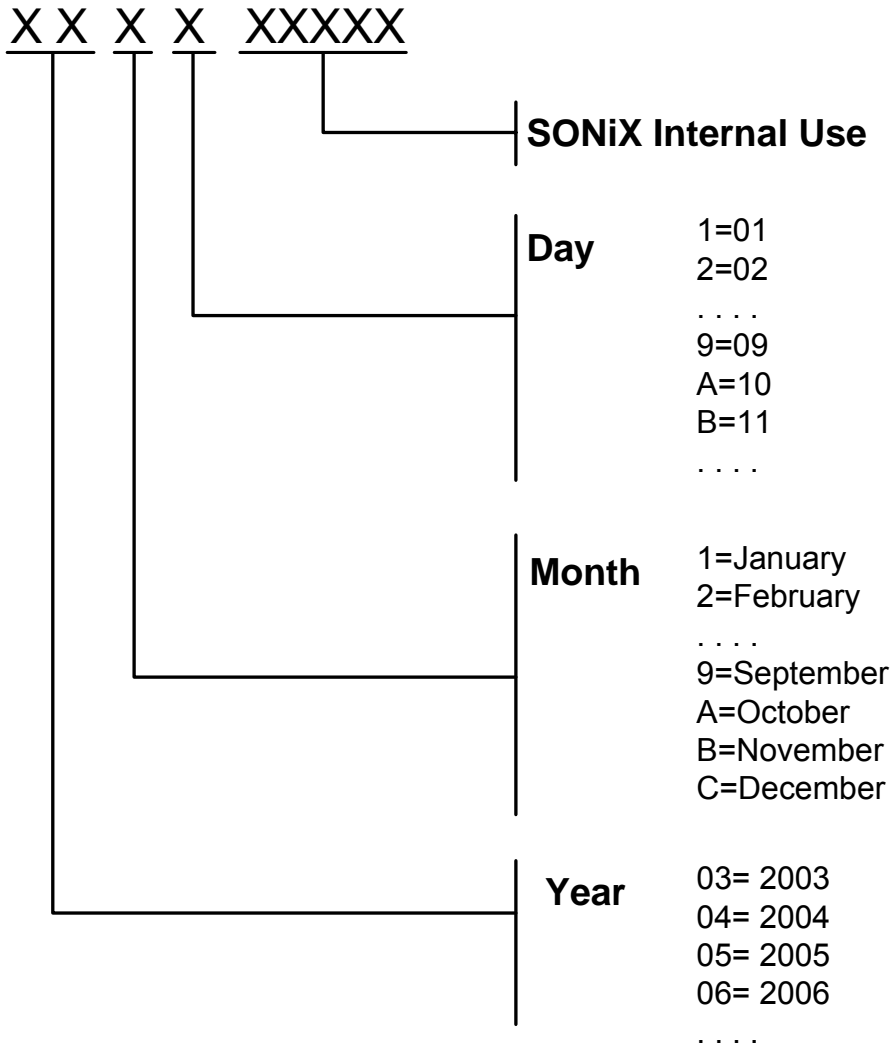 XX X X XXXXX
SONiX Internal Use
Day
1=01
2=02
. . . .
9=09
A=10
B=11
. . . .
Month
1=January
2=February
. . . .
9=September
A=October
B=November
C=December
Year
03= 2003
04= 2004
05= 2005
06= 2006
. . . .